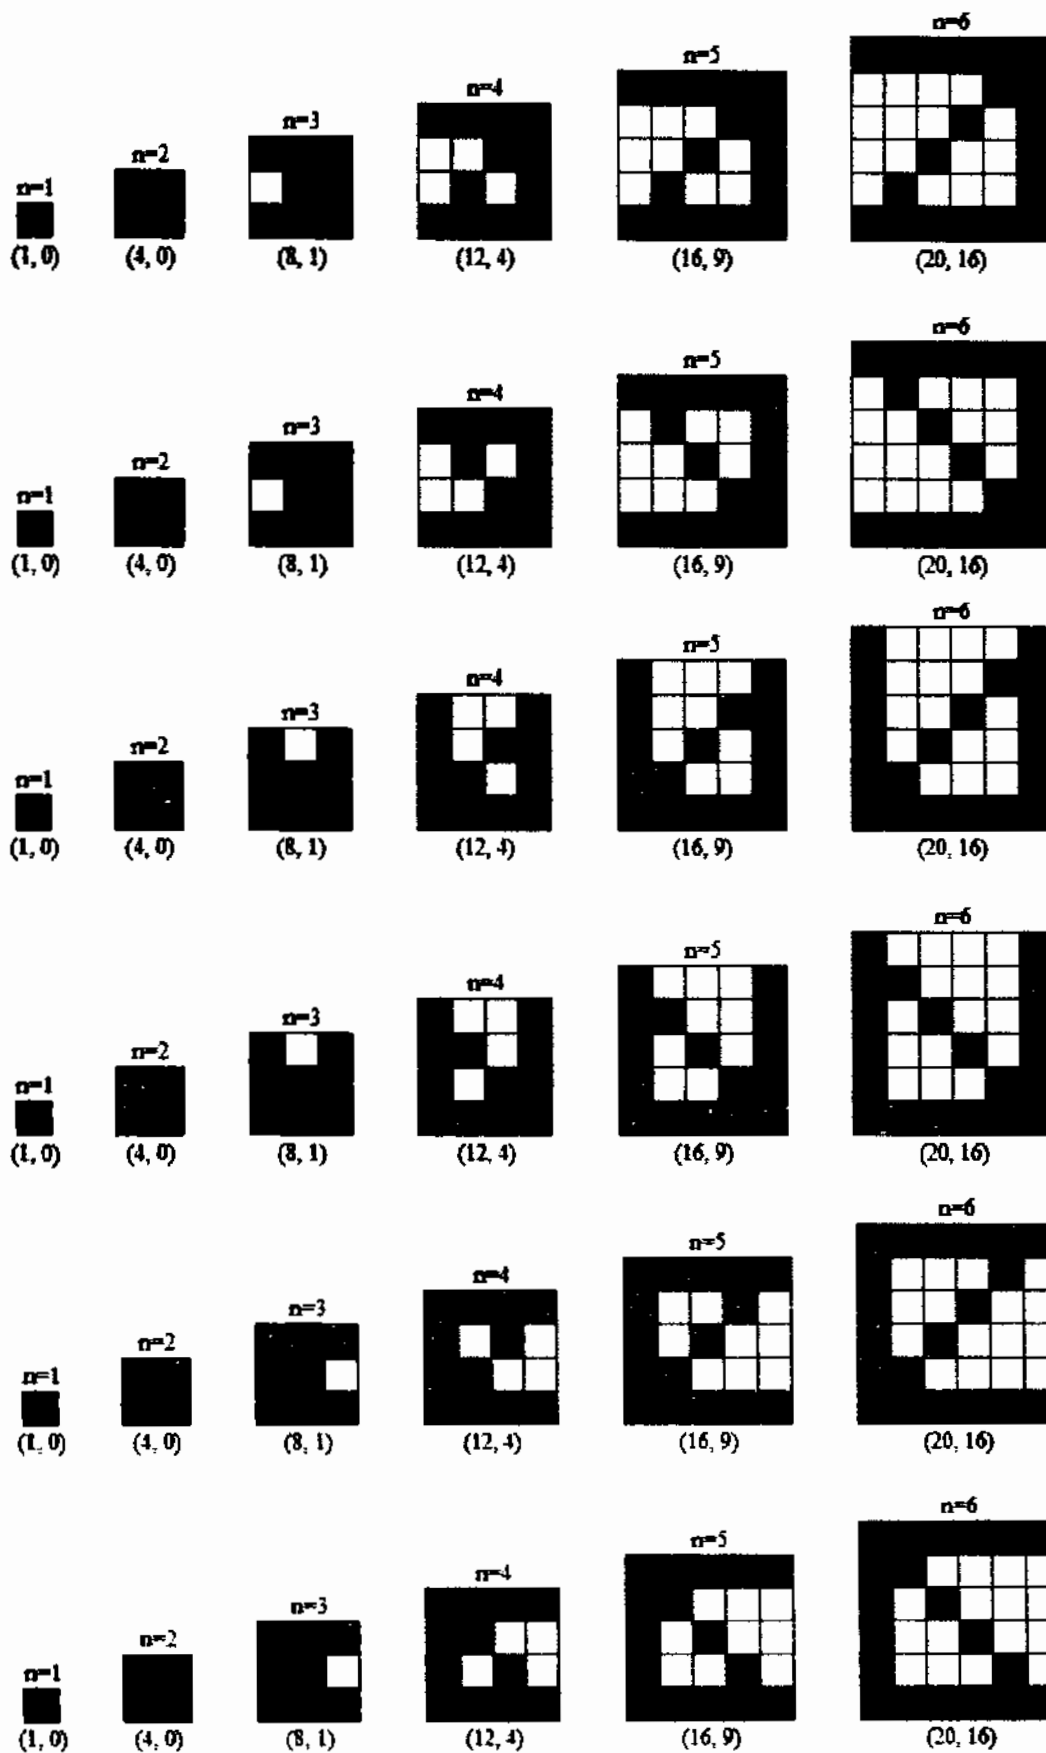 n=1 n=2 n=3 n=4 n=5 n=6
(1, 0) (4, 0) (8, 1) (12, 4) (16, 9) (20, 16)
n=1 n=2 n=3 n=4 n=5 n=6
(1, 0) (4, 0) (8, 1) (12, 4) (16, 9) (20, 16)
n=1 n=2 n=3 n=4 n=5 n=6
(1, 0) (4, 0) (8, 1) (12, 4) (16, 9) (20, 16)
n=1 n=2 n=3 n=4 n=5 n=6
(1, 0) (4, 0) (8, 1) (12, 4) (16, 9) (20, 16)
n=1 n=2 n=3 n=4 n=5 n=6
(1, 0) (4, 0) (8, 1) (12, 4) (16, 9) (20, 16)
n=1 n=2 n=3 n=4 n=5 n=6
(1, 0) (4, 0) (8, 1) (12, 4) (16, 9) (20, 16)